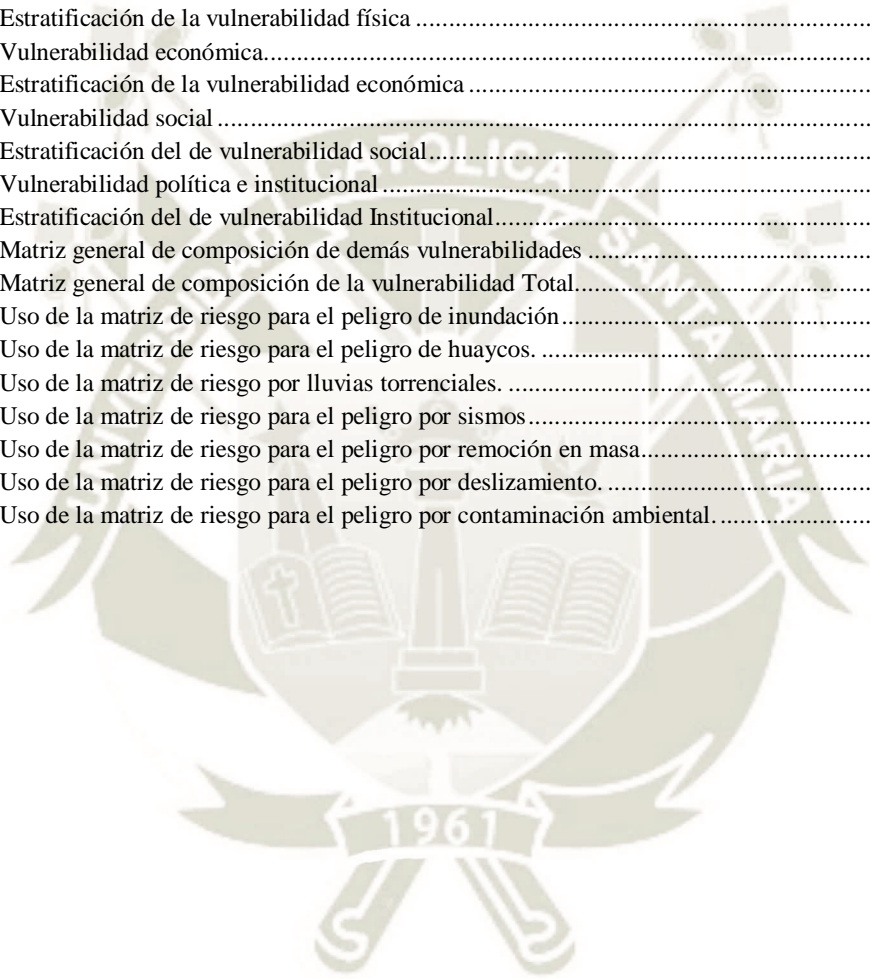 Estratificación de la vulnerabilidad física ......................................................................
Vulnerabilidad económica.............................................................................................
Estratificación de la vulnerabilidad económica ..............................................................
Vulnerabilidad social ....................................................................................................
Estratificación del de vulnerabilidad social....................................................................
Vulnerabilidad política e institucional ...........................................................................
Estratificación del de vulnerabilidad Institucional..........................................................
Matriz general de composición de demás vulnerabilidades ............................................
Matriz general de composición de la vulnerabilidad Total..............................................
Uso de la matriz de riesgo para el peligro de inundación................................................
Uso de la matriz de riesgo para el peligro de huaycos. ...................................................
Uso de la matriz de riesgo por lluvias torrenciales. ........................................................
Uso de la matriz de riesgo para el peligro por sismos.....................................................
Uso de la matriz de riesgo para el peligro por remoción en masa....................................
Uso de la matriz de riesgo para el peligro por deslizamiento. .........................................
Uso de la matriz de riesgo para el peligro por contaminación ambiental. ........................
UNIVERSIDAD CATOLICA DE SANTA MARIA
1961